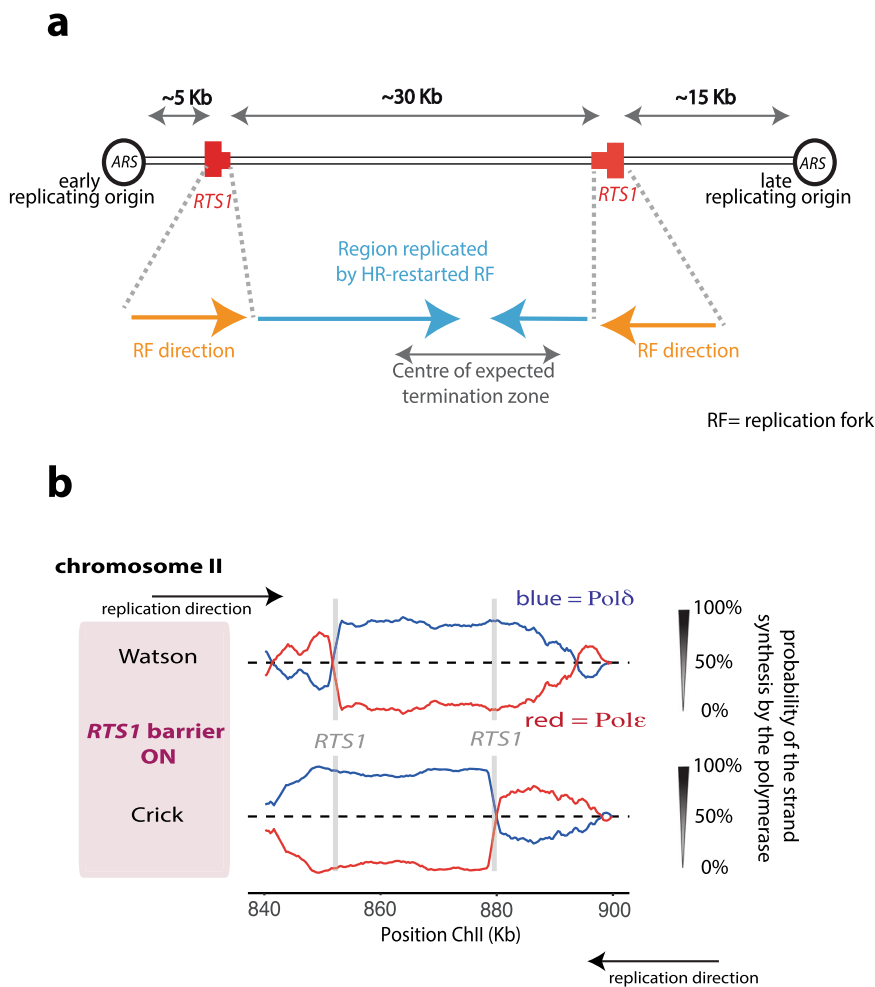 a
~5 Kb
~30 Kb
~15 Kb
ARS
ARS
early
replicating origin
RTS1
RTS1
late
replicating origin
Region replicated
by HR-restarted RF
RF direction
RF direction
Centre of expected
termination zone
RF= replication fork
b
chromosome II
replication direction
blue = Polδ
Watson
100%
50%
0%
red = Polε
RTS1 barrier
ON
RTS1
RTS1
Crick
100%
50%
0%
probability of the strand
synthesis by the polymerase
840
860
880
900
Position ChII (Kb)
replication direction